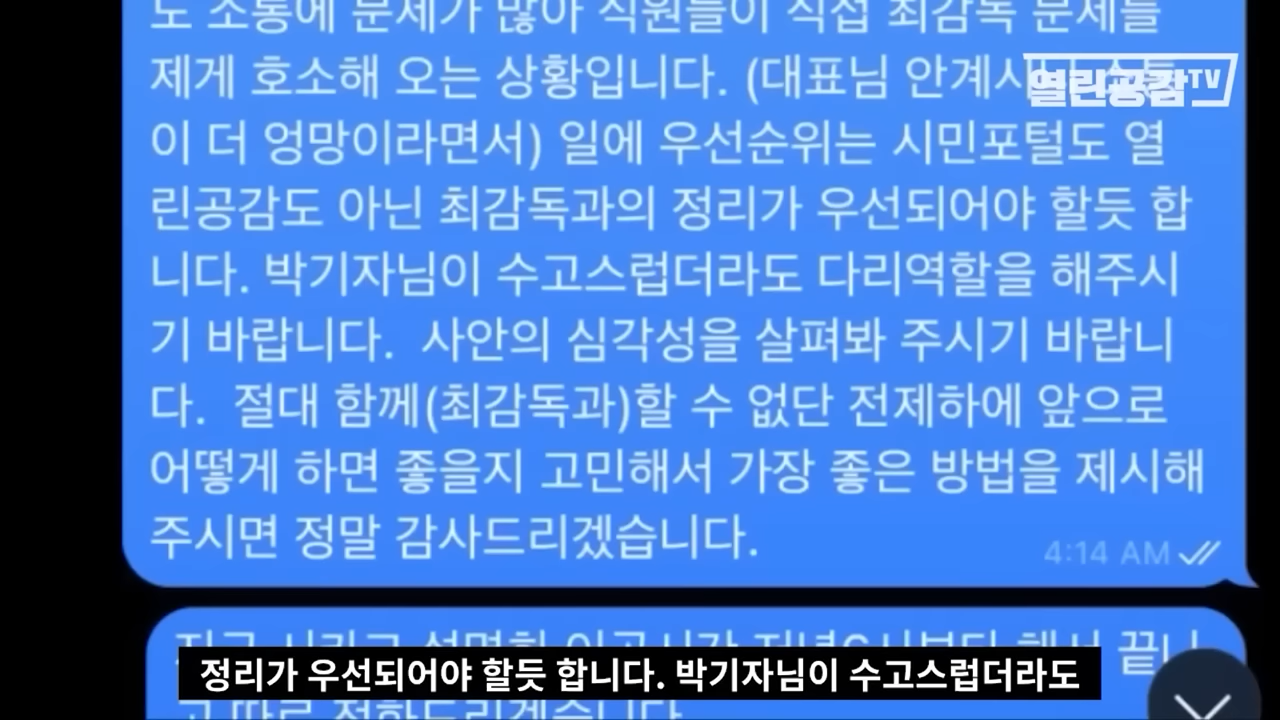 도 소통에 문제가 많아 직원들이 직접 최감독 문제를
제게 호소해 오는 상황입니다. (대표님 안계시
열린공감TV
이 더 엉망이라면서) 일에 우선순위는 시민포털도 열
린공감도 아닌 최감독과의 정리가 우선되어야 할듯 합
니다. 박기자님이 수고스럽더라도 다리역할을 해주시
기 바랍니다. 사안의 심각성을 살펴봐 주시기 바랍니
다. 절대 함께(최감독과)할 수 없단 전제하에 앞으로
어떻게 하면 좋을지 고민해서 가장 좋은 방법을 제시해
주시면 정말 감사드리겠습니다.
4:14 AM
정리가 우선되어야 할듯 합니다. 박기자님이 수고스럽더라도